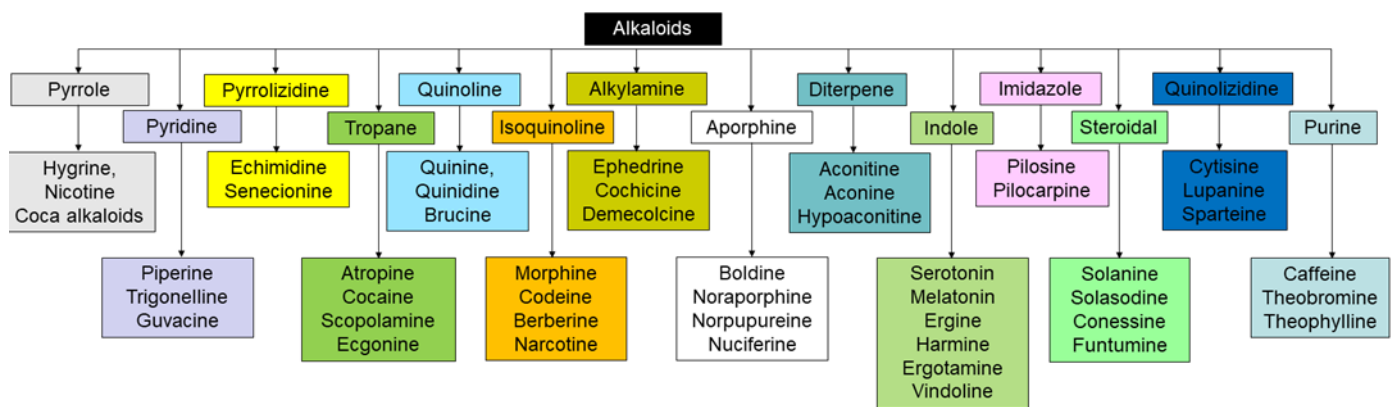 Alkaloids
Pyrrole
Pyrrolizidine
Quinoline
Alkylamine
Diterpene
Imidazole
Quinolizidine
Pyridine
Tropane
Isoquinoline
Aporphine
Indole
Steroidal
Purine
Hygrine,
Nicotine
Coca alkaloids
Echimidine
Senecionine
Quinine,
Quinidine
Brucine
Ephedrine
Cochicine
Demecolcine
Aconitine
Aconine
Hypoaconitine
Pilosine
Pilocarpine
Cytisine
Lupanine
Sparteine
Piperine
Trigonelline
Guvacine
Atropine
Cocaine
Scopolamine
Ecgonine
Morphine
Codeine
Berberine
Narcotine
Boldine
Noraporphine
Norpupureine
Nuciferine
Serotonin
Melatonin
Ergine
Harmine
Ergotamine
Vindoline
Solanine
Solasodine
Conessine
Funtumine
Caffeine
Theobromine
Theophylline